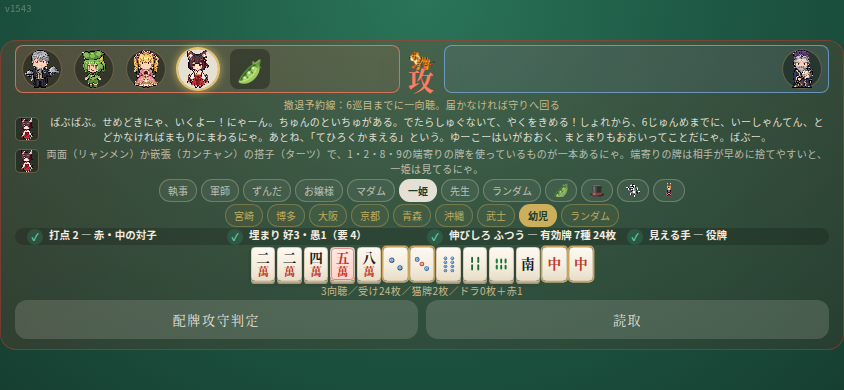 v1543
攻
撤退予約線：6巡目までに一向聴。届かなければ守りへ回る
ばぶばぶ。せめどきにゃ、いくよー！にゃーん。ちゅんのといちゅがある。でたらしゅぐないて、やくをきめる！しょれから、6じゅんめまでに、いーしゃんてん、と
どかなければまもりにまわるにゃ。あとね、「てひろくかまえる」という。ゆーこーはいがおおく、まとまりもおおいってことだにゃ。ばぶー。
両面（リャンメン）か嵌張（カンチャン）の搭子（ターツ）で、1・2・8・9の端寄りの牌を使っているものが一本あるにゃ。端寄りの牌は相手が早めに捨てやすいと、
一姫は見てるにゃ。
執事 軍師 ずんだ お嬢様 マダム 一姫 先生 ランダム
宮崎 博多 大阪 京都 青森 沖縄 武士 幼児 ランダム
✓ 打点 2 — 赤・中の対子 ✓ 埋まり 好3・愚1（要 4） ✓ 伸びしろ ふつう — 有効牌 7種 24枚 ✓ 見える手 — 役牌
二萬 二萬 四萬 五萬 八萬 南 中 中
3向聴／受け24枚／猫牌2枚／ドラ0枚＋赤1
配牌攻守判定 読取